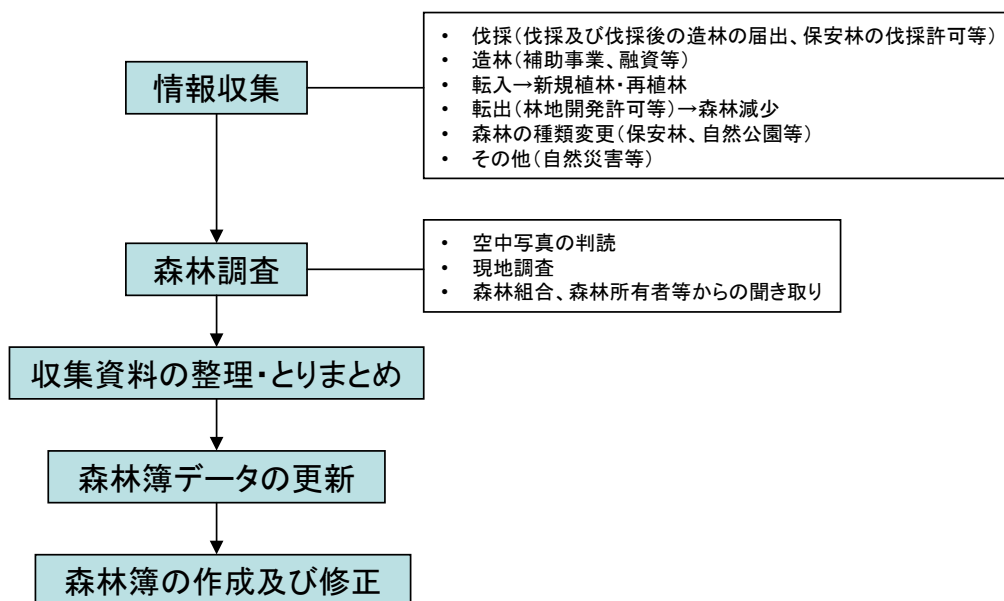 情報収集
• 伐採(伐採及び伐採後の造林の届出、保安林の伐採許可等)
• 造林(補助事業、融資等)
• 転入→新規植林・再植林
• 転出(林地開発許可等)→森林減少
• 森林の種類変更(保安林、自然公園等)
• その他(自然災害等)
森林調査
• 空中写真の判読
• 現地調査
• 森林組合、森林所有者等からの聞き取り
収集資料の整理・とりまとめ
森林簿データの更新
森林簿の作成及び修正